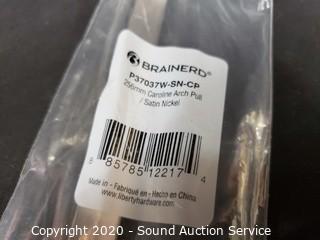 BRAINERD®
P37037W-SN-CP
256mm Caroline Arch Pull
/ Satin Nickel
8 85785 12217 4
Made in - Fabriqué en - Hecho en China
www.libertyhardware.com
Copyright © 2020 - Sound Auction Service